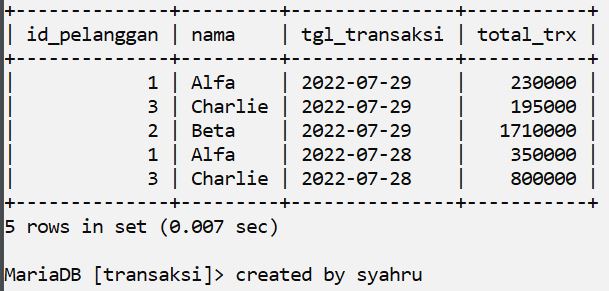 +--------------+---------+---------------+-----------+
| id_pelanggan | nama    | tgl_transaksi | total_trx |
+--------------+---------+---------------+-----------+
|            1 | Alfa    | 2022-07-29    |    230000 |
|            3 | Charlie | 2022-07-29    |    195000 |
|            2 | Beta    | 2022-07-29    |   1710000 |
|            1 | Alfa    | 2022-07-28    |    350000 |
|            3 | Charlie | 2022-07-28    |    800000 |
+--------------+---------+---------------+-----------+
5 rows in set (0.007 sec)
MariaDB [transaksi]> created by syahru